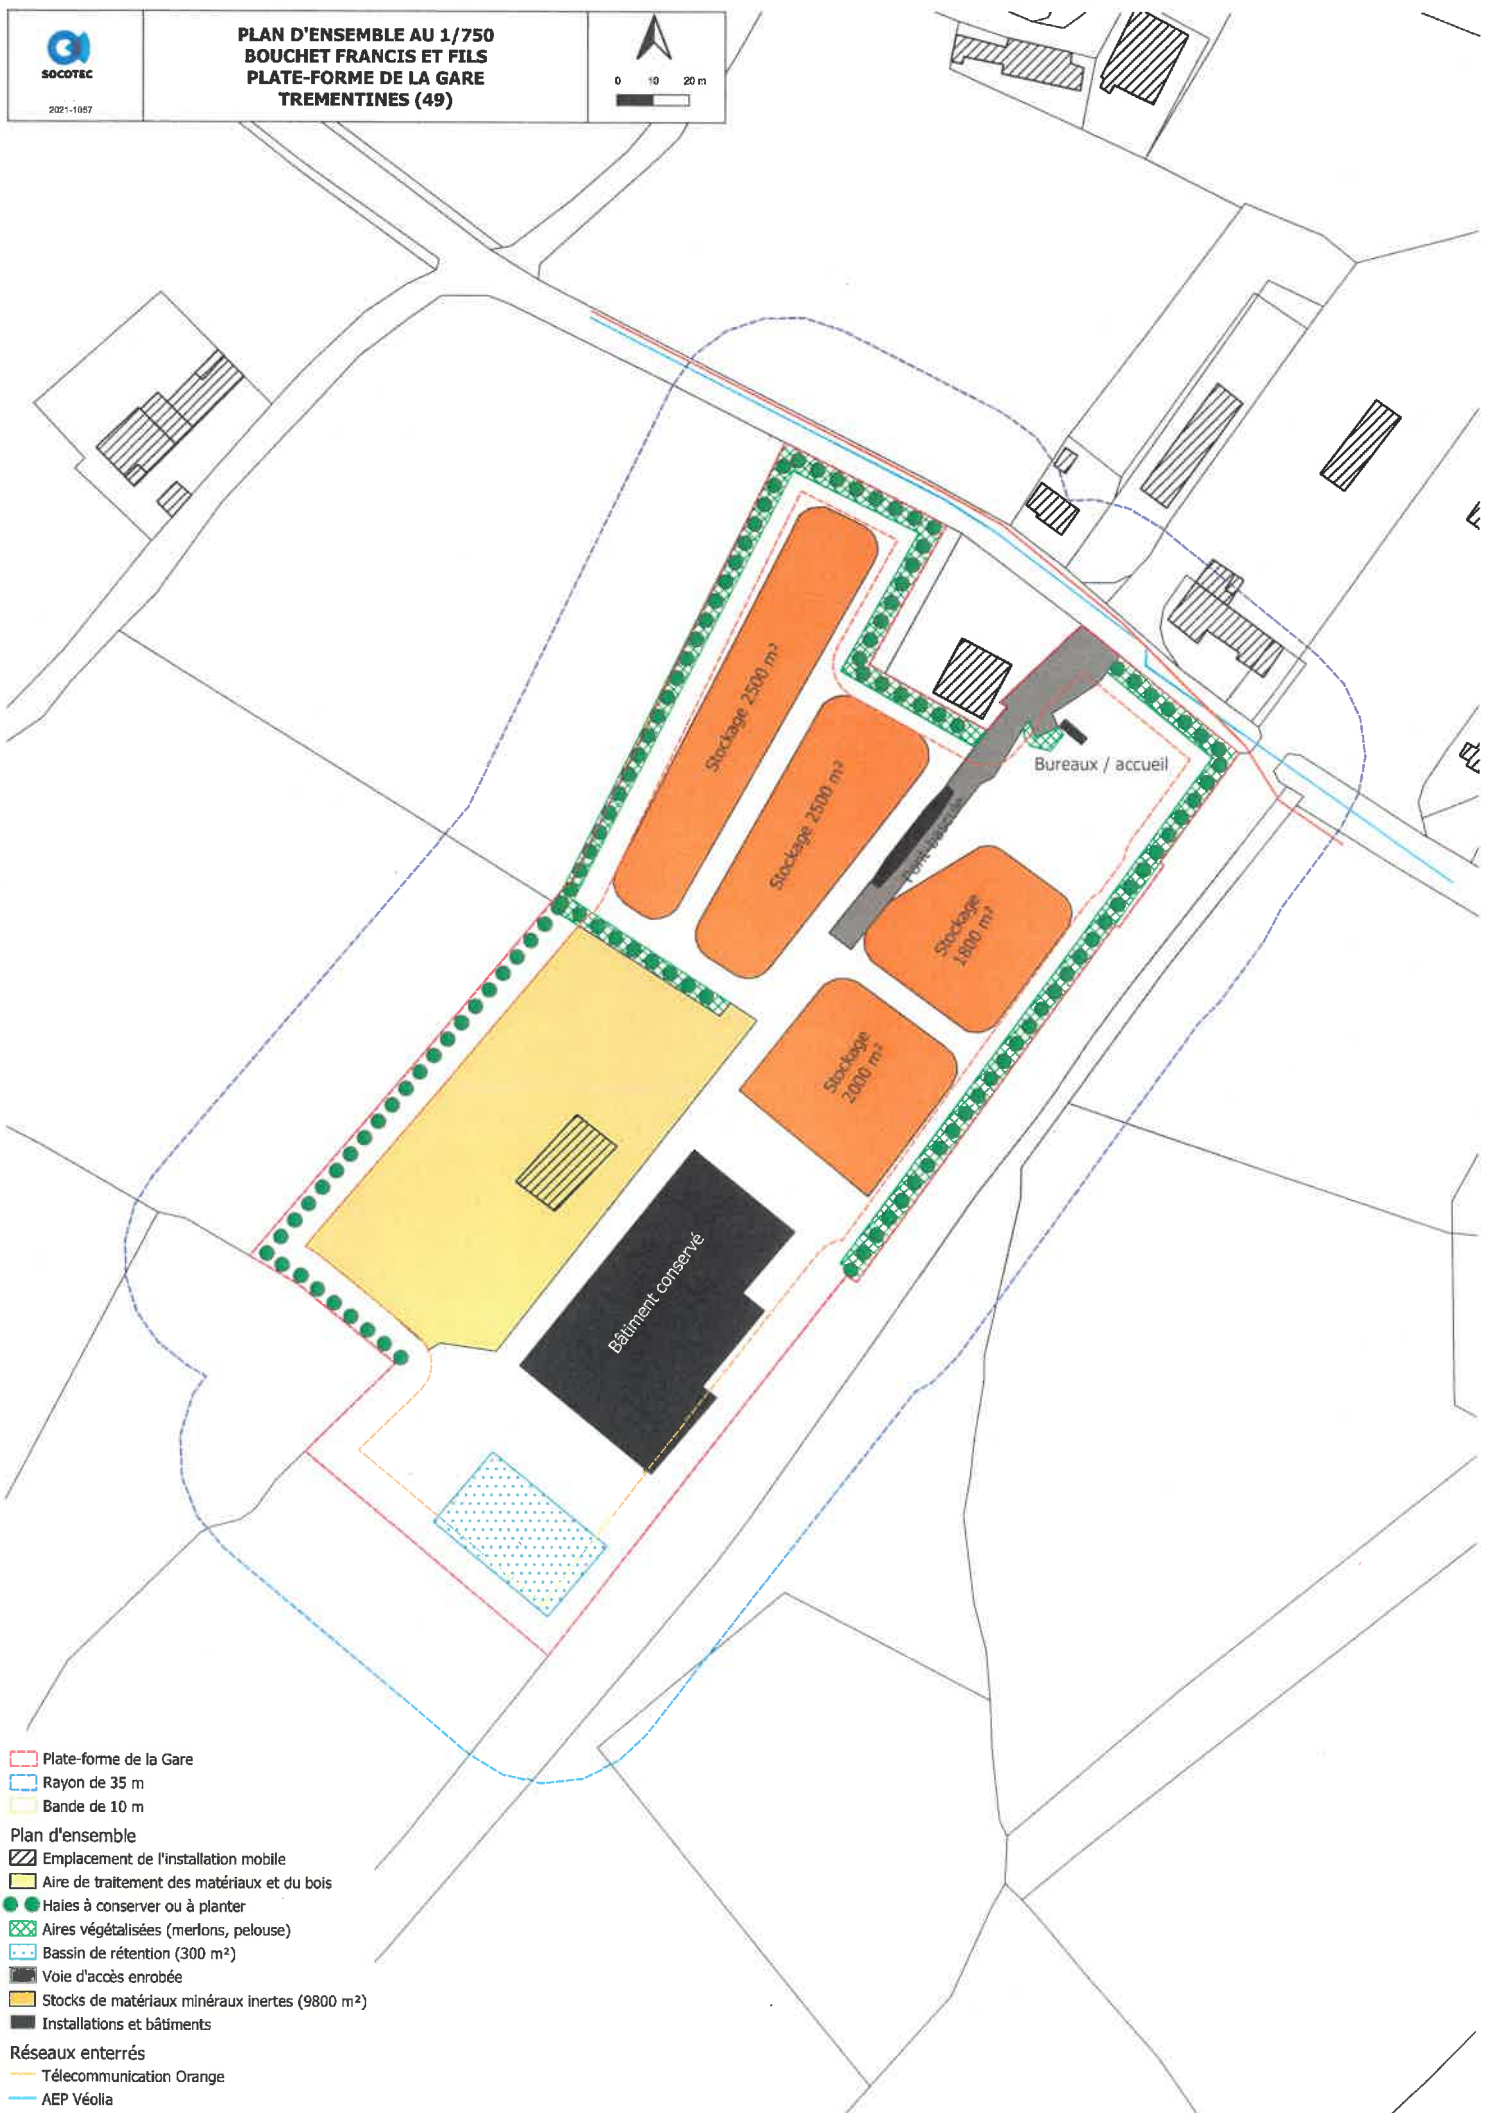 SOCOTEC
2021-1057
PLAN D'ENSEMBLE AU 1/750
BOUCHET FRANCIS ET FILS
PLATE-FORME DE LA GARE
TREMENTINES (49)
0 10 20 m
Stockage 2500 m²
Stockage 2500 m²
Bureaux / accueil
Pont bascule
Stockage
1800 m²
Stockage
2000 m²
Bâtiment conservé
Plate-forme de la Gare
Rayon de 35 m
Bande de 10 m
Plan d'ensemble
Emplacement de l'installation mobile
Aire de traitement des matériaux et du bois
Haies à conserver ou à planter
Aires végétalisées (merlons, pelouse)
Bassin de rétention (300 m²)
Voie d'accès enrobée
Stocks de matériaux minéraux inertes (9800 m²)
Installations et bâtiments
Réseaux enterrés
Télécommunication Orange
AEP Véolia